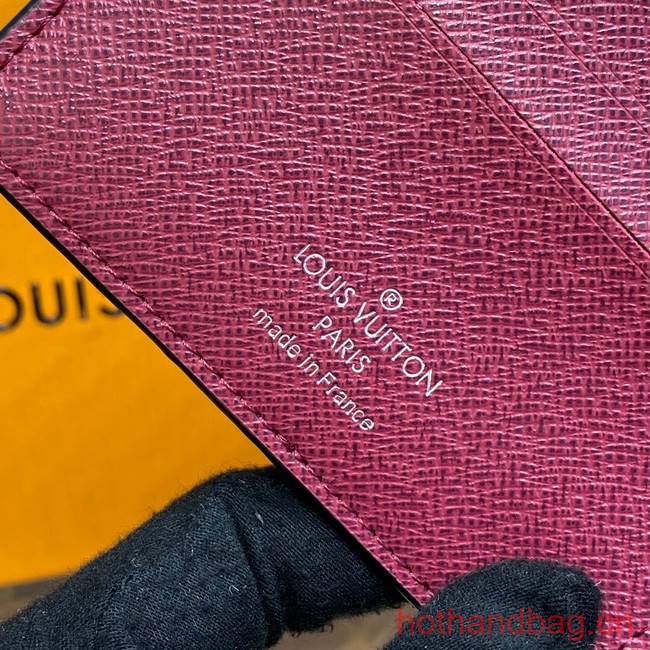 OUIS
®
LOUIS VUITTON
PARIS
made in France
hothandbag.cn